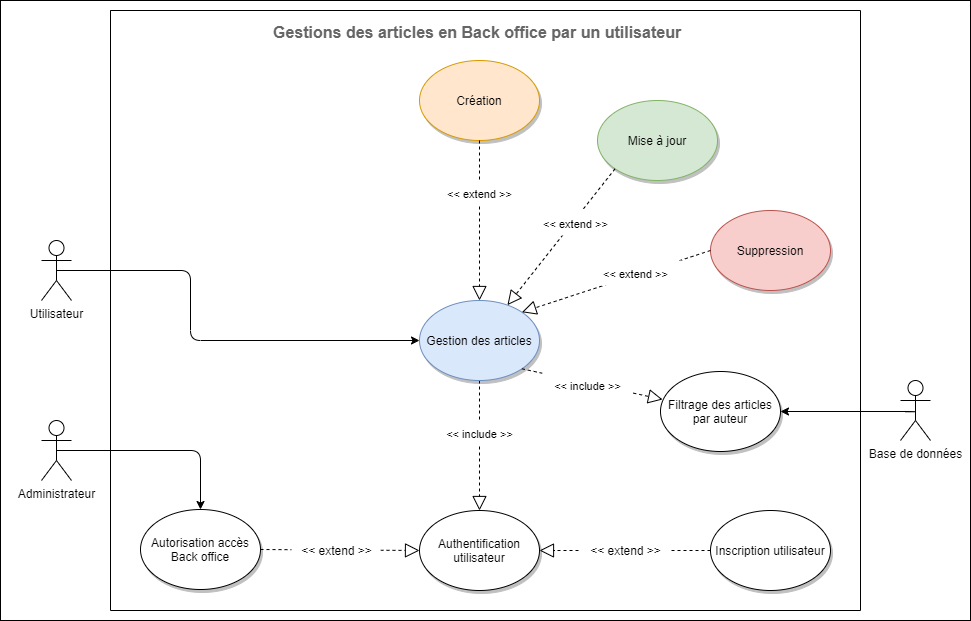 Gestions des articles en Back office par un utilisateur
Création
Mise à jour
<< extend >>
<< extend >>
Suppression
<< extend >>
Utilisateur
Gestion des articles
<< include >>
Filtrage des articles
par auteur
<< include >>
Base de données
Administrateur
Autorisation accès
Back office
<< extend >>
Authentification
utilisateur
<< extend >>
Inscription utilisateur